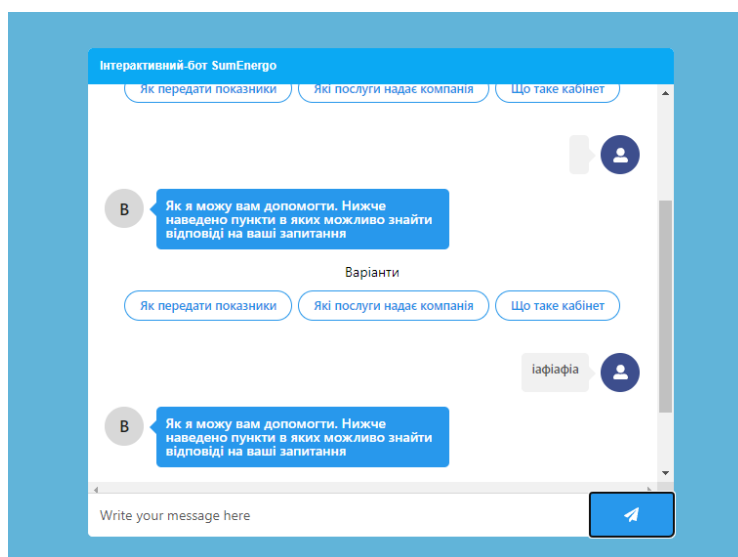 Інтерактивний-бот SumEnergo
Як передати показники Які послуги надає компанія Що таке кабінет
B Як я можу вам допомогти. Нижче
наведено пункти в яких можливо знайти
відповіді на ваші запитання
Варіанти
Як передати показники Які послуги надає компанія Що таке кабінет
іафіафіа
B Як я можу вам допомогти. Нижче
наведено пункти в яких можливо знайти
відповіді на ваші запитання
Write your message here